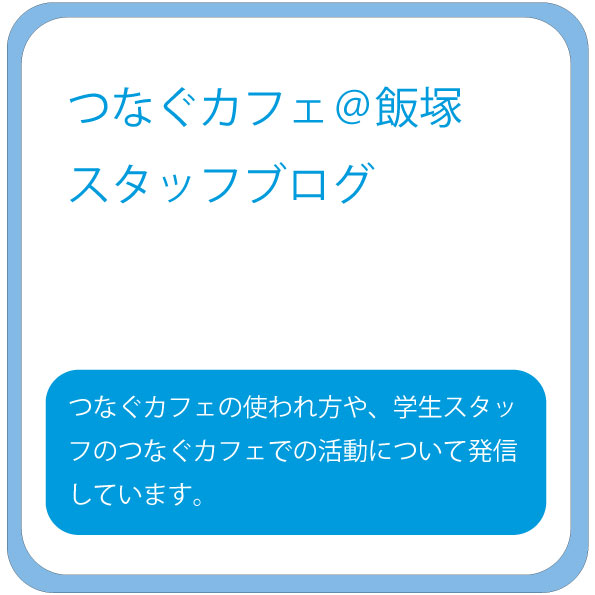 つなぐカフェ＠飯塚
スタッフブログ
つなぐカフェの使われ方や、学生スタッ
フのつなぐカフェでの活動について発信
しています。